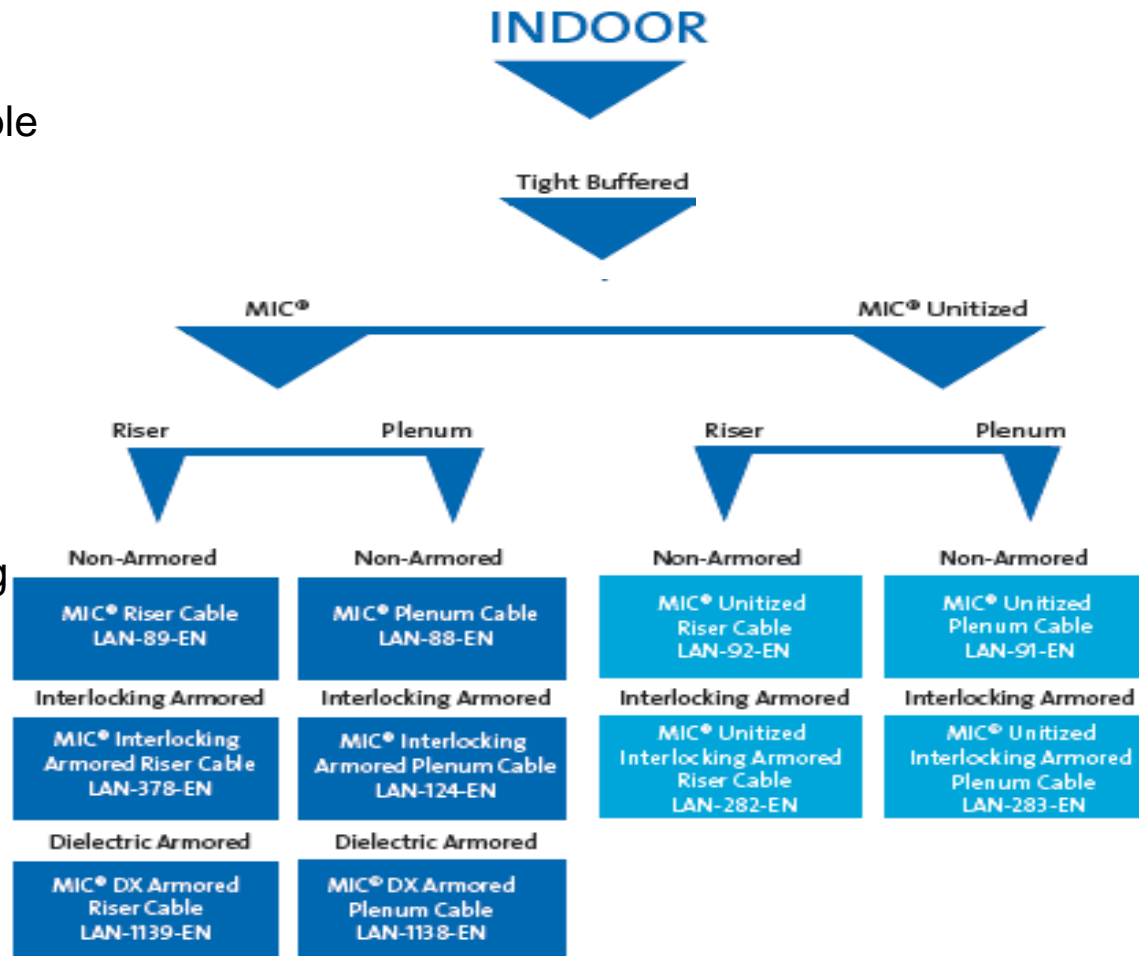 INDOOR
ble
Tight Buffered
MIC® MIC® Unitized
Riser Plenum Riser Plenum
Non-Armored Non-Armored Non-Armored Non-Armored
g
MIC® Riser Cable
LAN-89-EN
MIC® Plenum Cable
LAN-88-EN
MIC® Unitized
Riser Cable
LAN-92-EN
MIC® Unitized
Plenum Cable
LAN-91-EN
Interlocking Armored Interlocking Armored Interlocking Armored Interlocking Armored
MIC® Interlocking
Armored Riser Cable
LAN-378-EN
MIC® Interlocking
Armored Plenum Cable
LAN-124-EN
MIC® Unitized
Interlocking Armored
Riser Cable
LAN-282-EN
MIC® Unitized
Interlocking Armored
Plenum Cable
LAN-283-EN
Dielectric Armored Dielectric Armored
MIC® DX Armored
Riser Cable
LAN-1139-EN
MIC® DX Armored
Plenum Cable
LAN-1138-EN